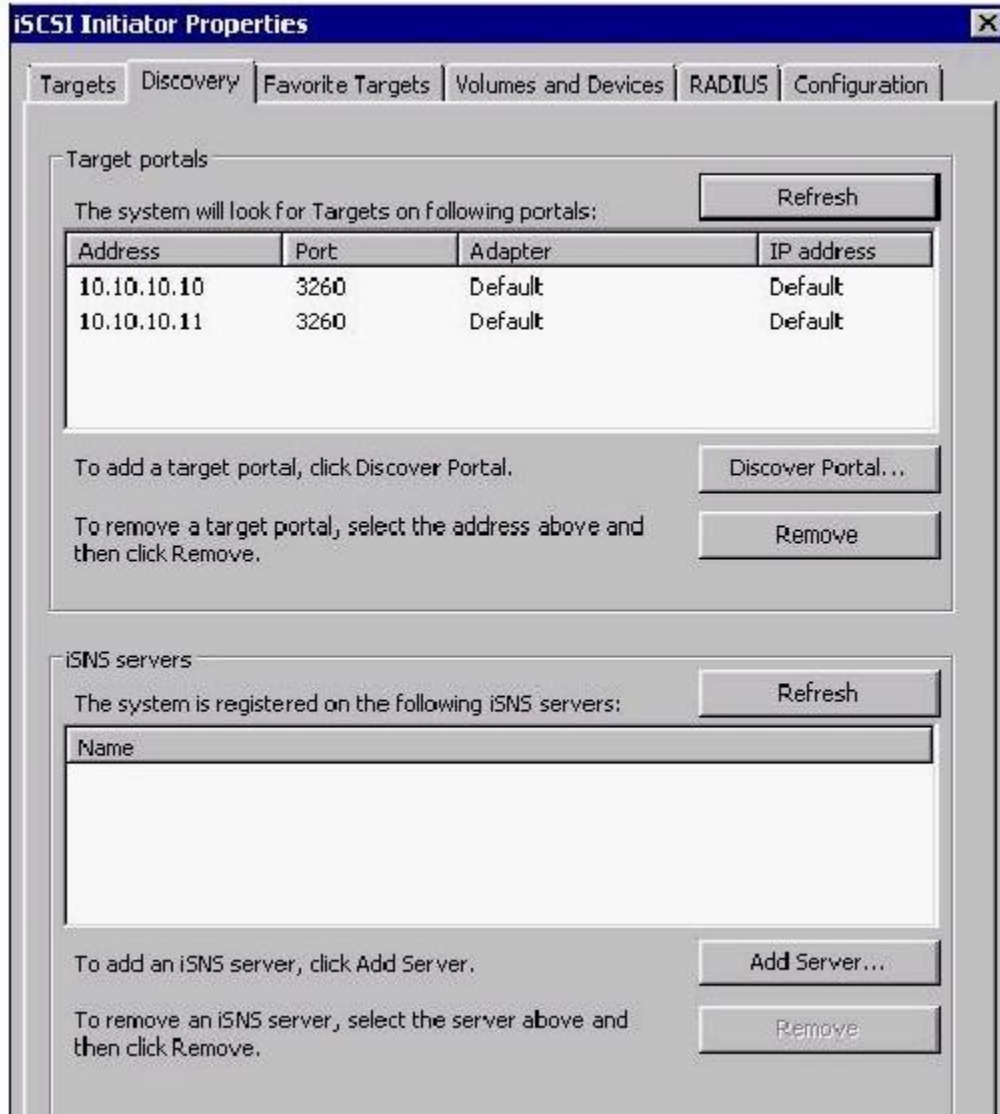 iSCSI Initiator Properties
Targets Discovery Favorite Targets Volumes and Devices RADIUS Configuration
Target portals
The system will look for Targets on following portals:
Refresh
Address Port Adapter IP address
10.10.10.10 3260 Default Default
10.10.10.11 3260 Default Default
To add a target portal, click Discover Portal.
Discover Portal...
To remove a target portal, select the address above and
then click Remove.
Remove
iSNS servers
The system is registered on the following iSNS servers:
Refresh
Name
To add an iSNS server, click Add Server.
Add Server...
To remove an iSNS server, select the server above and
then click Remove.
Remove